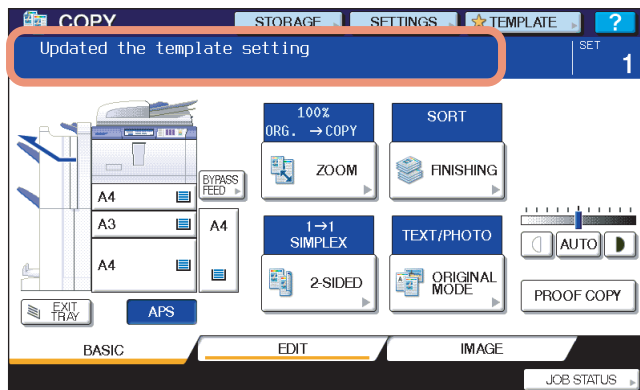 COPY
STORAGE
SETTINGS
TEMPLATE
?
Updated the template setting
SET
1
100%
ORG. →COPY
ZOOM
SORT
FINISHING
BYPASS
FEED
A4
A3
A4
A4
1→1
SIMPLEX
2-SIDED
TEXT/PHOTO
ORIGINAL
MODE
AUTO
PROOF COPY
EXIT
TRAY
APS
BASIC
EDIT
IMAGE
JOB STATUS